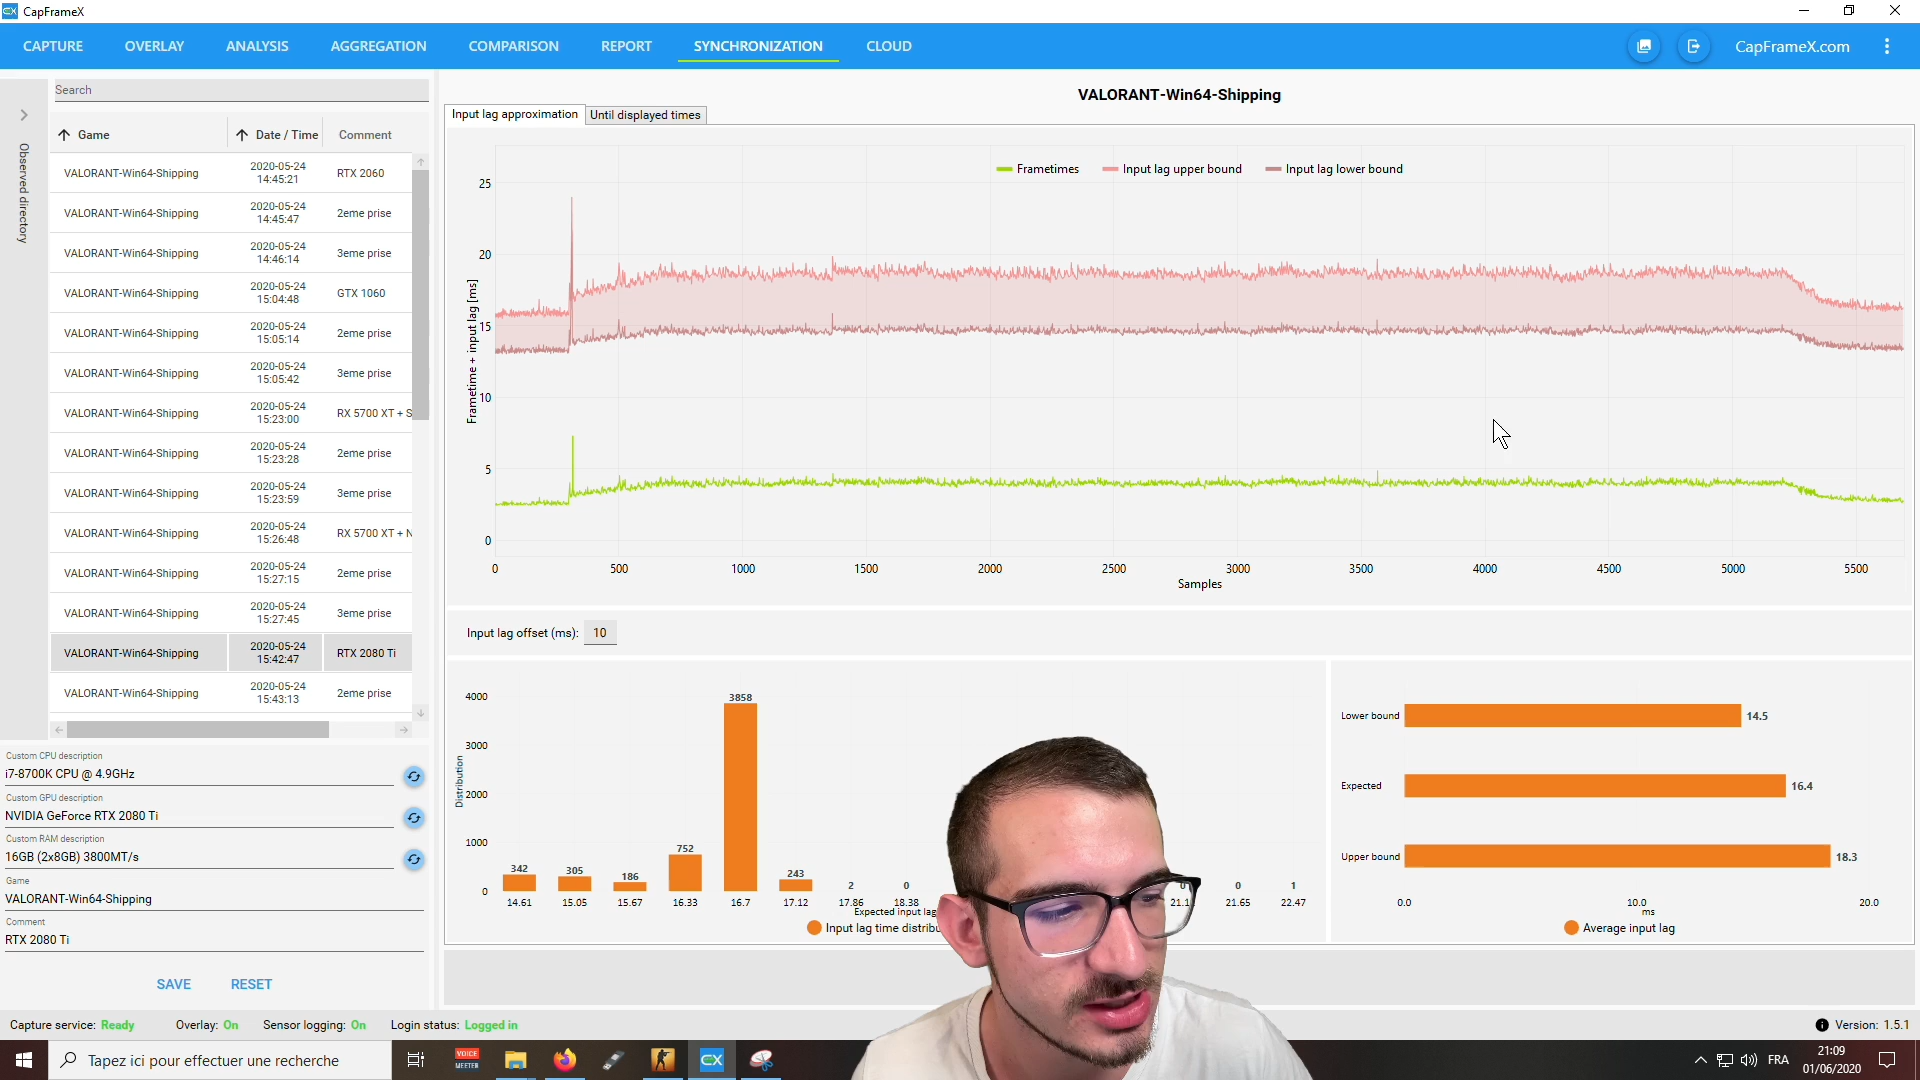 CapFrameX
CAPTURE OVERLAY ANALYSIS AGGREGATION COMPARISON REPORT SYNCHRONIZATION CLOUD CapFrameX.com
Observed directory
Search
Game Date / Time Comment
VALORANT-Win64-Shipping 2020-05-24 14:45:21 RTX 2060
VALORANT-Win64-Shipping 2020-05-24 14:45:47 2eme prise
VALORANT-Win64-Shipping 2020-05-24 14:46:14 3eme prise
VALORANT-Win64-Shipping 2020-05-24 15:04:48 GTX 1060
VALORANT-Win64-Shipping 2020-05-24 15:05:14 2eme prise
VALORANT-Win64-Shipping 2020-05-24 15:05:42 3eme prise
VALORANT-Win64-Shipping 2020-05-24 15:23:00 RX 5700 XT + S
VALORANT-Win64-Shipping 2020-05-24 15:23:28 2eme prise
VALORANT-Win64-Shipping 2020-05-24 15:23:59 3eme prise
VALORANT-Win64-Shipping 2020-05-24 15:26:48 RX 5700 XT + N
VALORANT-Win64-Shipping 2020-05-24 15:27:15 2eme prise
VALORANT-Win64-Shipping 2020-05-24 15:27:45 3eme prise
VALORANT-Win64-Shipping 2020-05-24 15:42:47 RTX 2080 Ti
VALORANT-Win64-Shipping 2020-05-24 15:43:13 2eme prise
Custom CPU description
i7-8700K CPU @ 4.9GHz
Custom GPU description
NVIDIA GeForce RTX 2080 Ti
Custom RAM description
16GB (2x8GB) 3800MT/s
Game
VALORANT-Win64-Shipping
Comment
RTX 2080 Ti
SAVE RESET
VALORANT-Win64-Shipping
Input lag approximation Until displayed times
Frametimes Input lag upper bound Input lag lower bound
Frametime + input lag [ms]
25
20
15
10
5
0
0 500 1000 1500 2000 2500 3000 3500 4000 4500 5000 5500
Samples
Input lag offset (ms): 10
Distribution
4000
3000
2000
1000
0
342 305 186 752 3858 243 2 0 0 0 1
14.61 15.05 15.67 16.33 16.7 17.12 17.86 18.38 21.1 21.65 22.47
Expected input lag
Input lag time distribu
Lower bound 14.5
Expected 16.4
Upper bound 18.3
0.0 10.0 20.0
ms
Average input lag
Capture service: Ready Overlay: On Sensor logging: On Login status: Logged in Version: 1.5.1
Tapez ici pour effectuer une recherche
VOICE
MEETER
CX
FRA
21:09
01/06/2020